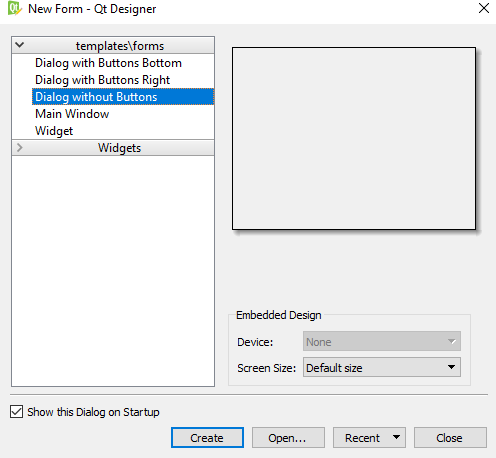 New Form - Qt Designer
templates\forms
Dialog with Buttons Bottom
Dialog with Buttons Right
Dialog without Buttons
Main Window
Widget
Widgets
Embedded Design
Device: None
Screen Size: Default size
Show this Dialog on Startup
Create Open... Recent Close